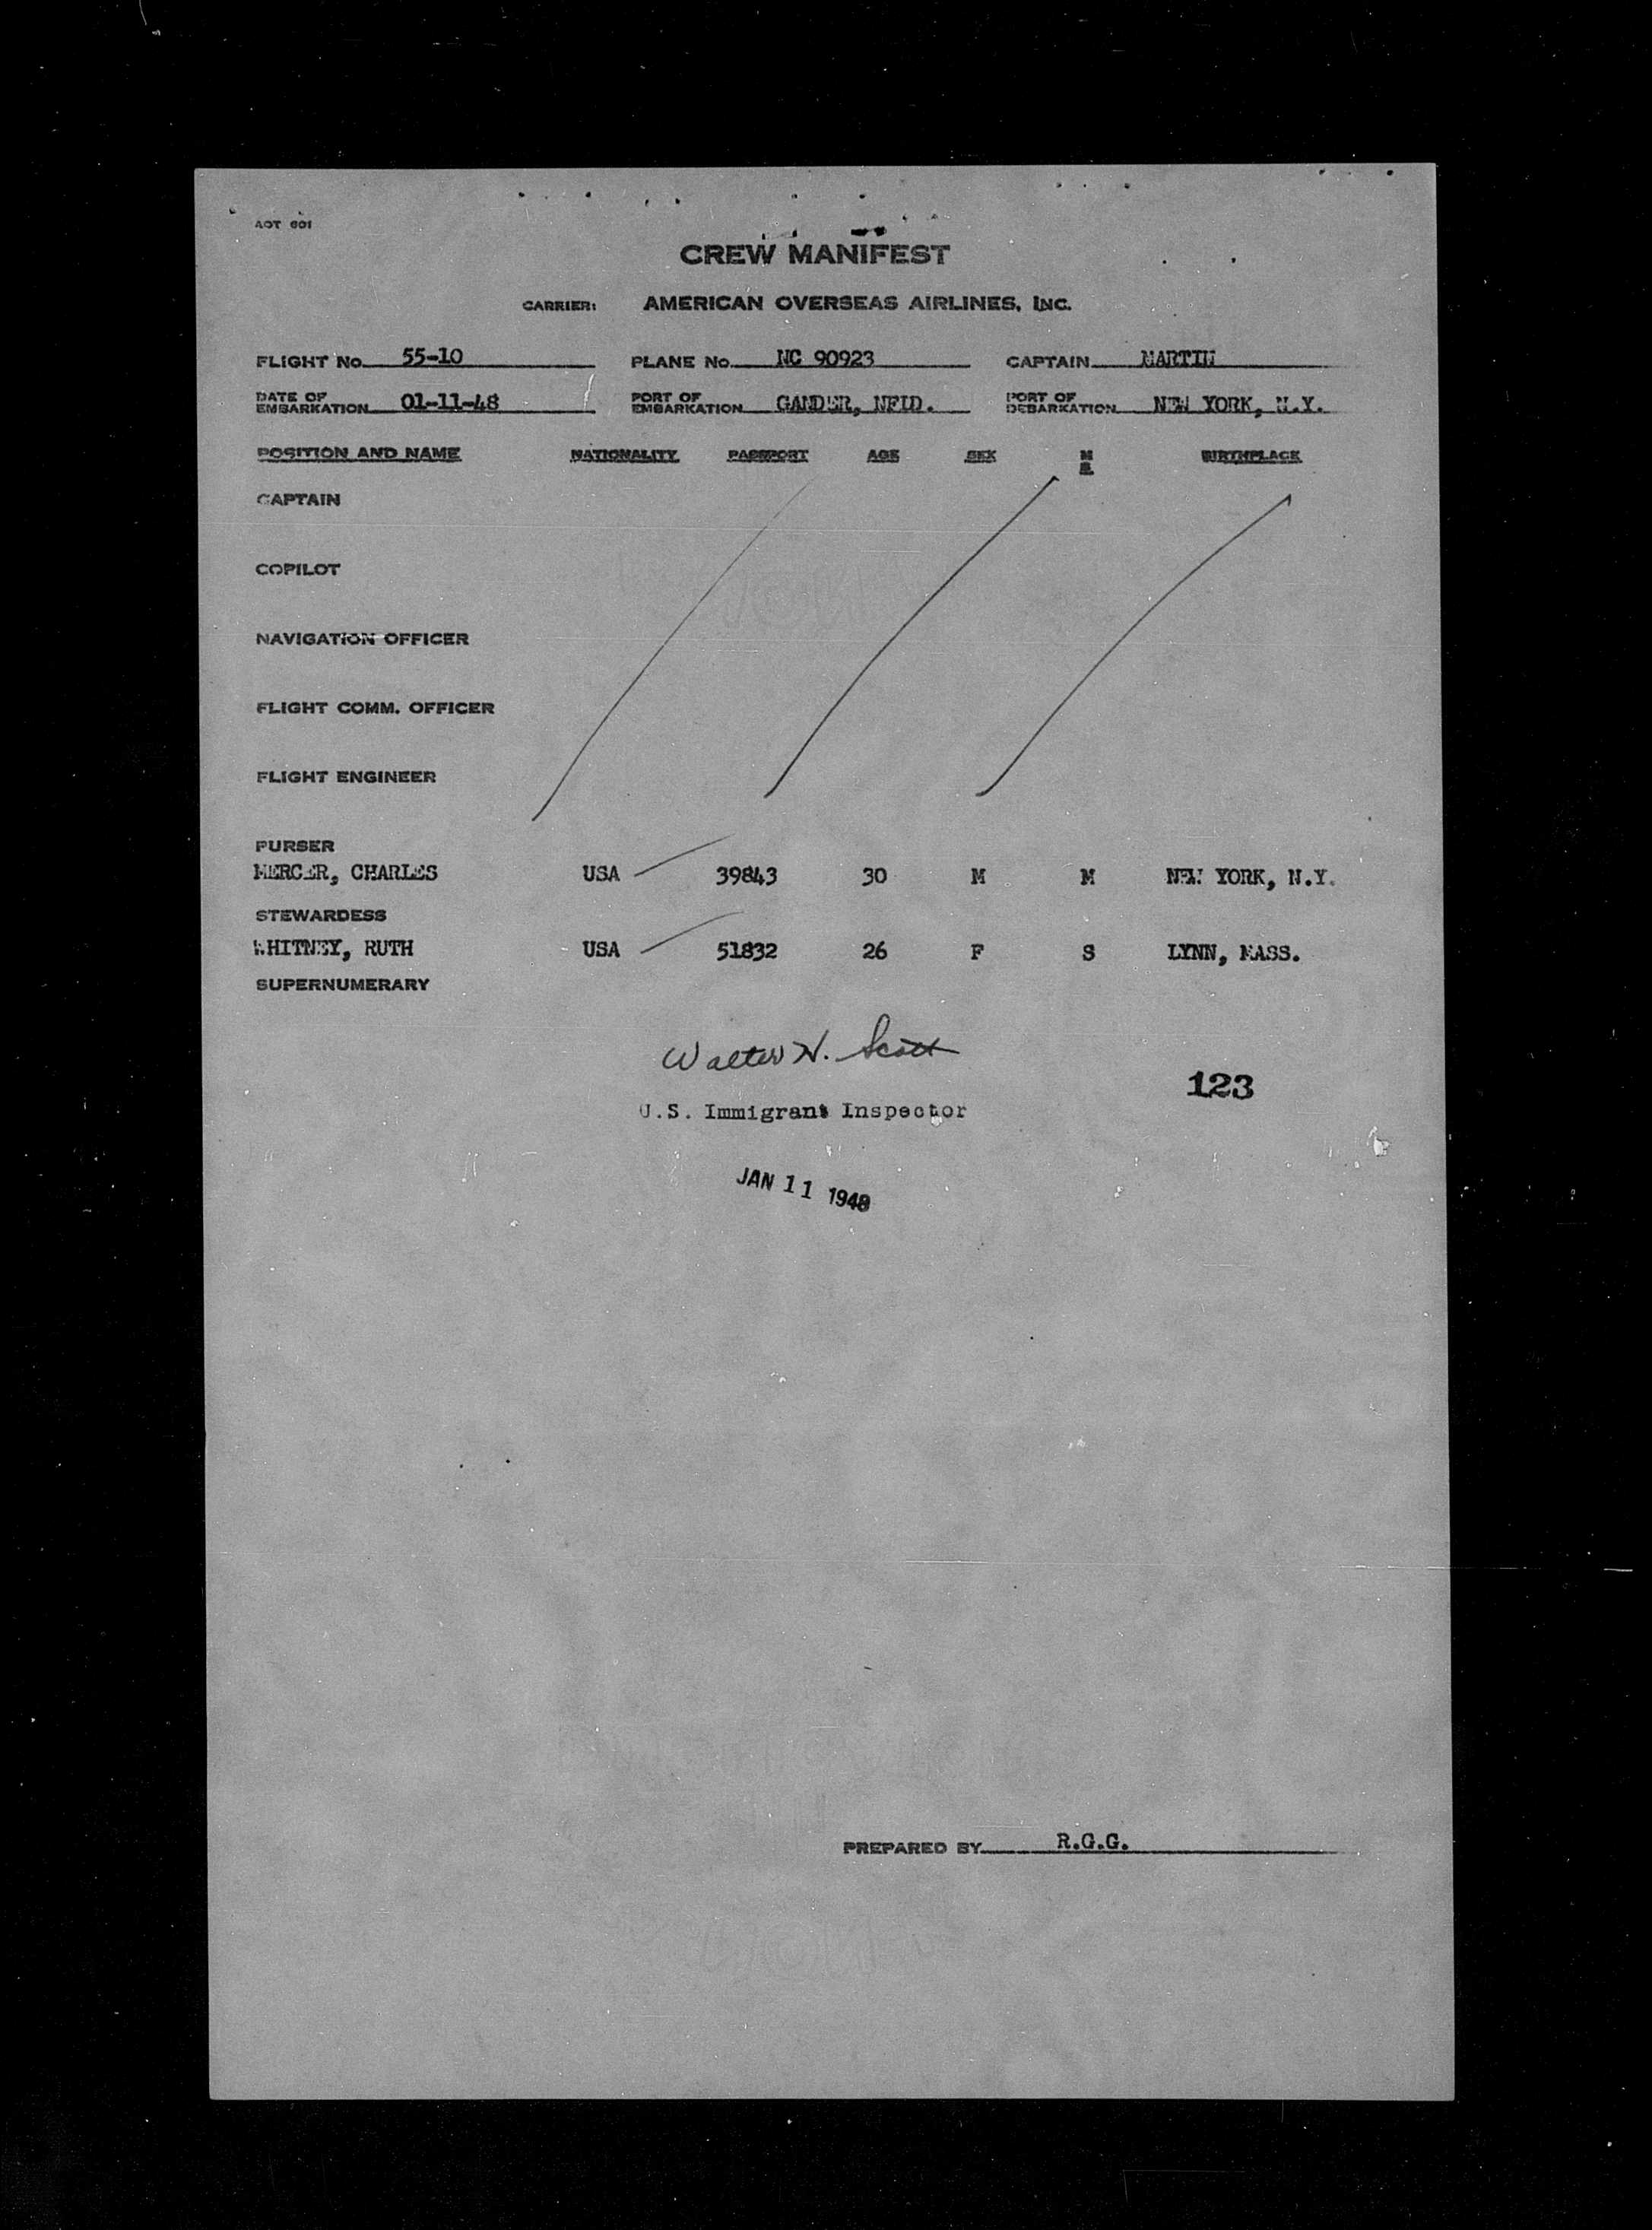 AOT 601
CREW MANIFEST
CARRIER: AMERICAN OVERSEAS AIRLINES, INC.
FLIGHT No. 55-10 PLANE No. NC 90923 CAPTAIN MARTIN
DATE OF EMBARKATION 01-11-48 PORT OF EMBARKATION GANDER, NFLD. PORT OF DEBARKATION NEW YORK, N.Y.
POSITION AND NAME NATIONALITY PASSPORT AGE SEX M S BIRTHPLACE
CAPTAIN
COPILOT
NAVIGATION OFFICER
FLIGHT COMM. OFFICER
FLIGHT ENGINEER
PURSER
MERCER, CHARLES USA 39843 30 M M NEW YORK, N.Y.
STEWARDESS
WHITNEY, RUTH USA 51832 26 F S LYNN, MASS.
SUPERNUMERARY
Walter N. Scott
123
U.S. Immigrant Inspector
JAN 11 1948
PREPARED BY R.G.G.